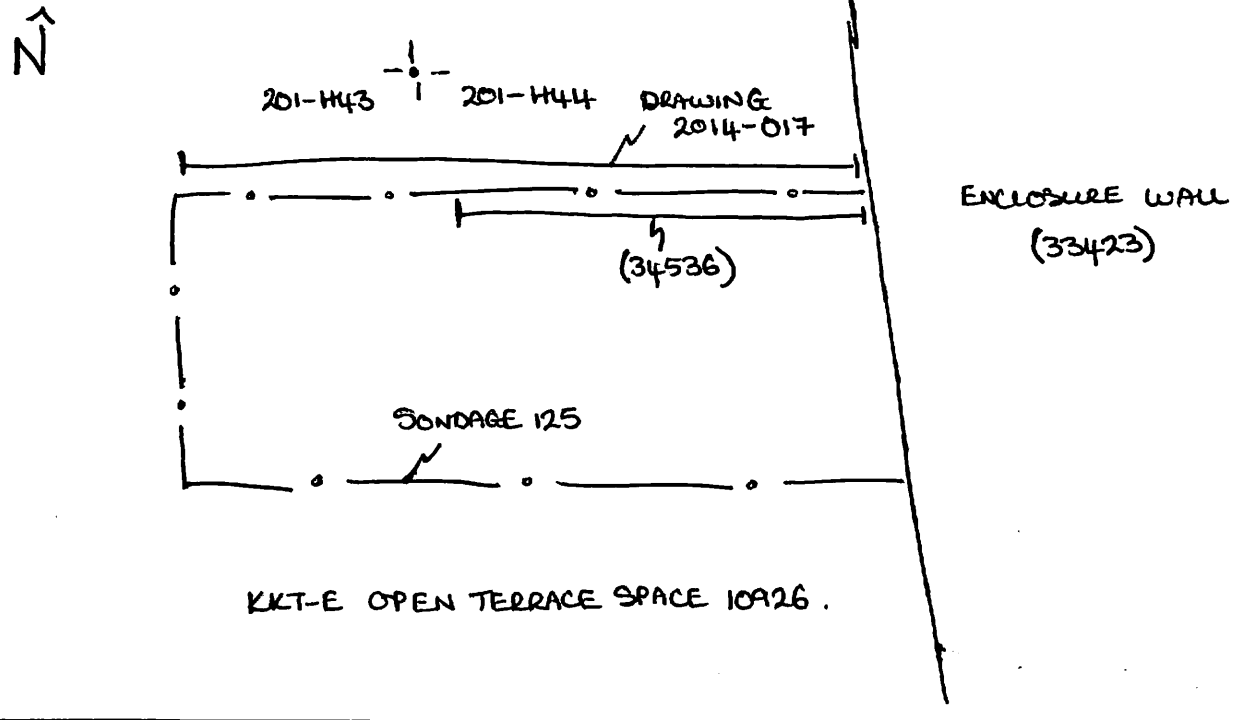 N
201-H43
201-H44
DRAWING
2014-017
ENCLOSURE WALL
(33423)
(34536)
SONDAGE 125
KKT-E OPEN TERRACE SPACE 10926.